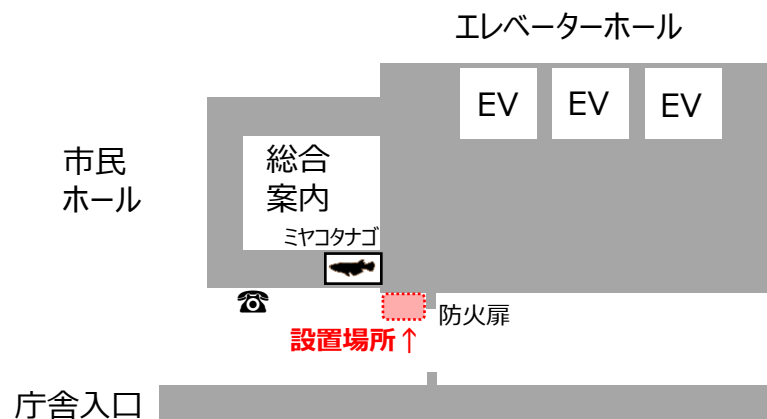 エレベーターホール
EV EV EV
市民
ホール
総合
案内
ミヤコタナゴ
☎
防火扉
設置場所↑
庁舎入口